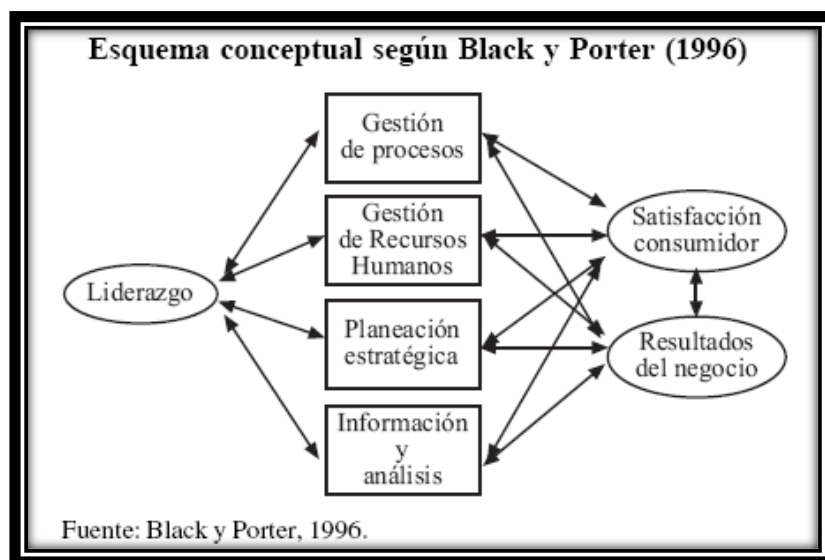 Esquema conceptual según Black y Porter (1996)
Gestión
de procesos
Gestión
de Recursos
Humanos
Planeación
estratégica
Información
y
análisis
Liderazgo
Satisfacción
consumidor
Resultados
del negocio
Fuente: Black y Porter, 1996.